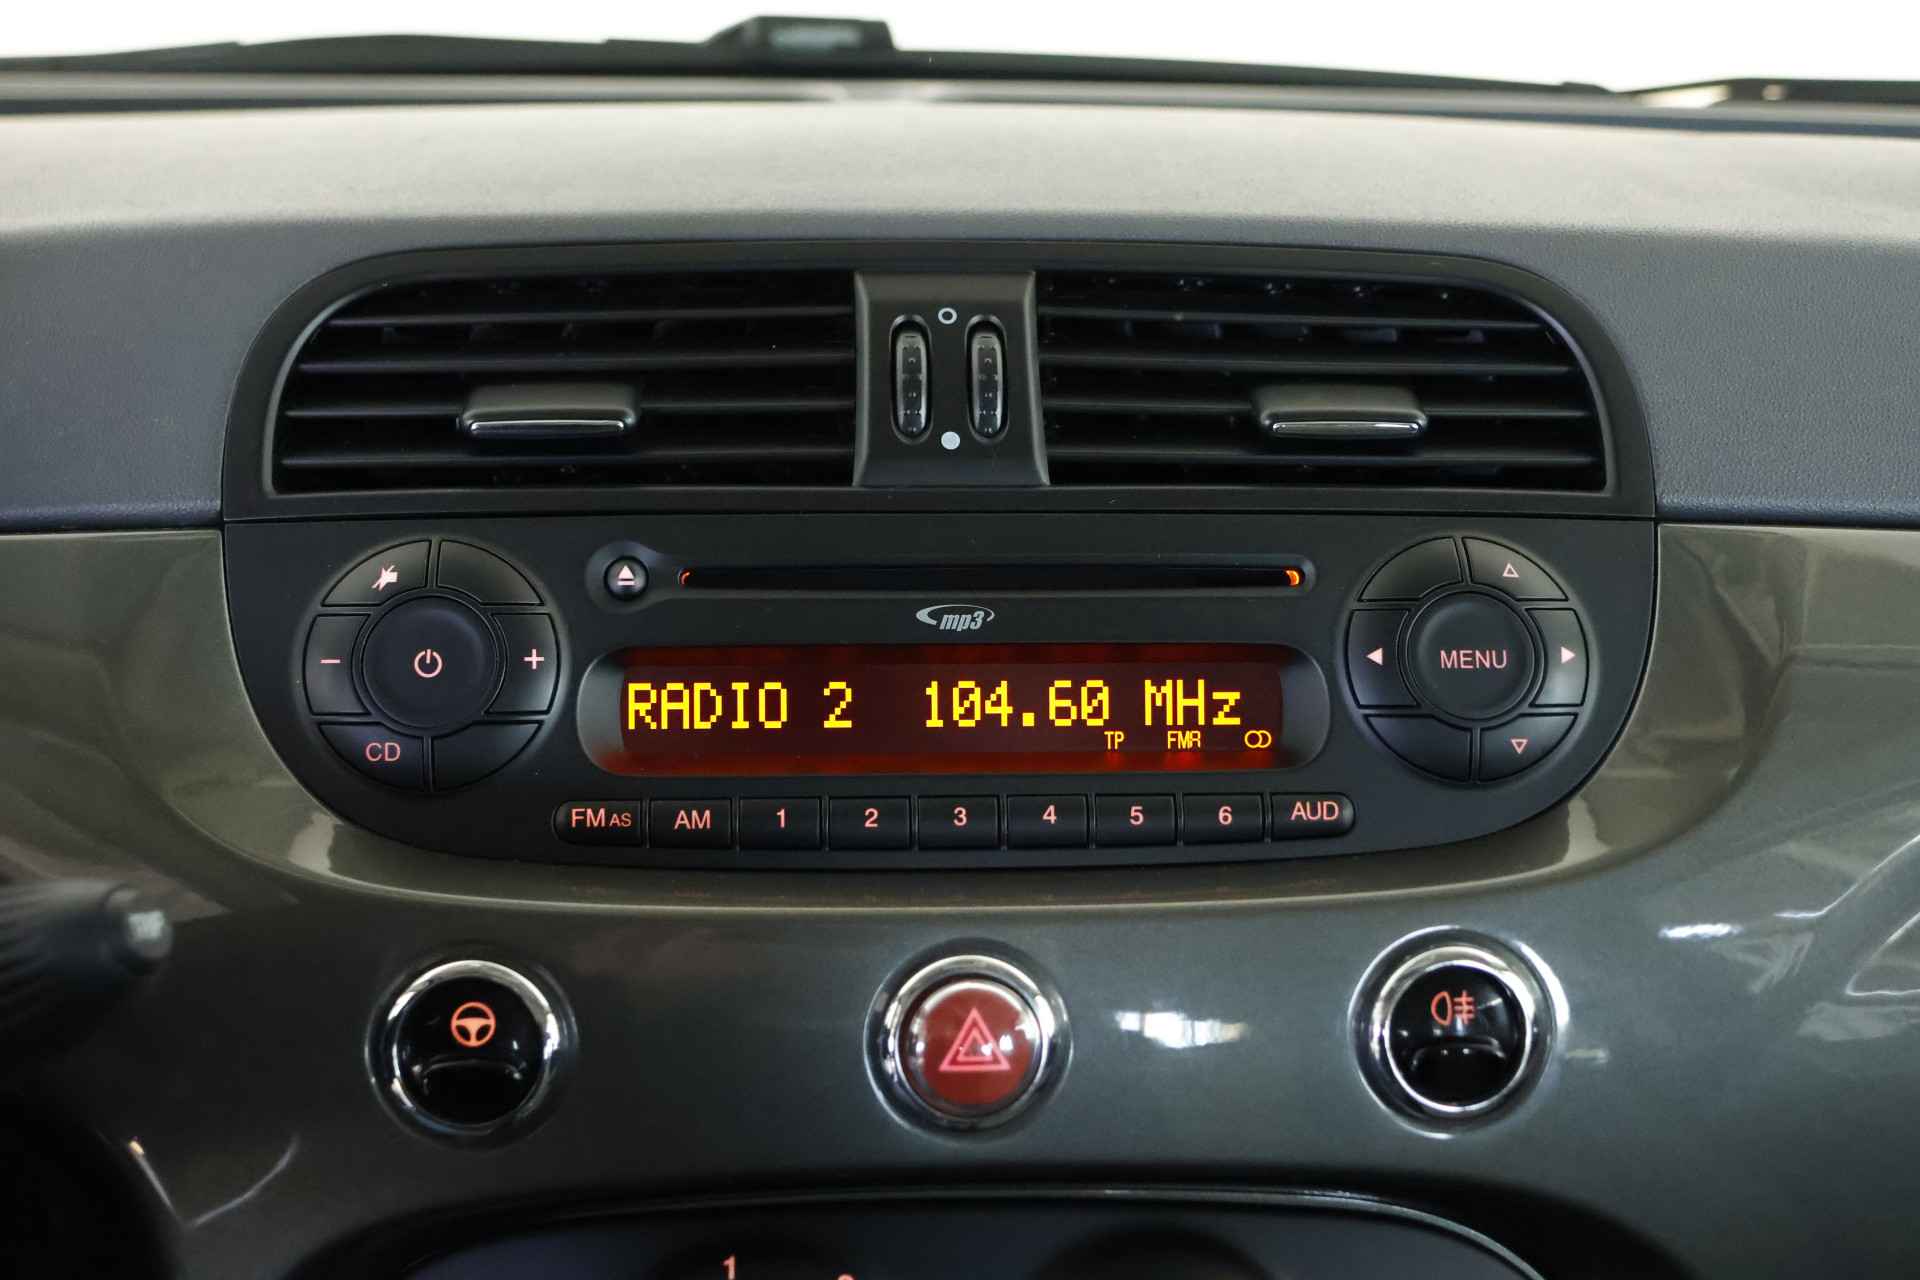 mp3
MENU
RADIO 2 104.60 MHz
TP FMR
CD
FM AS AM 1 2 3 4 5 6 AUD
1